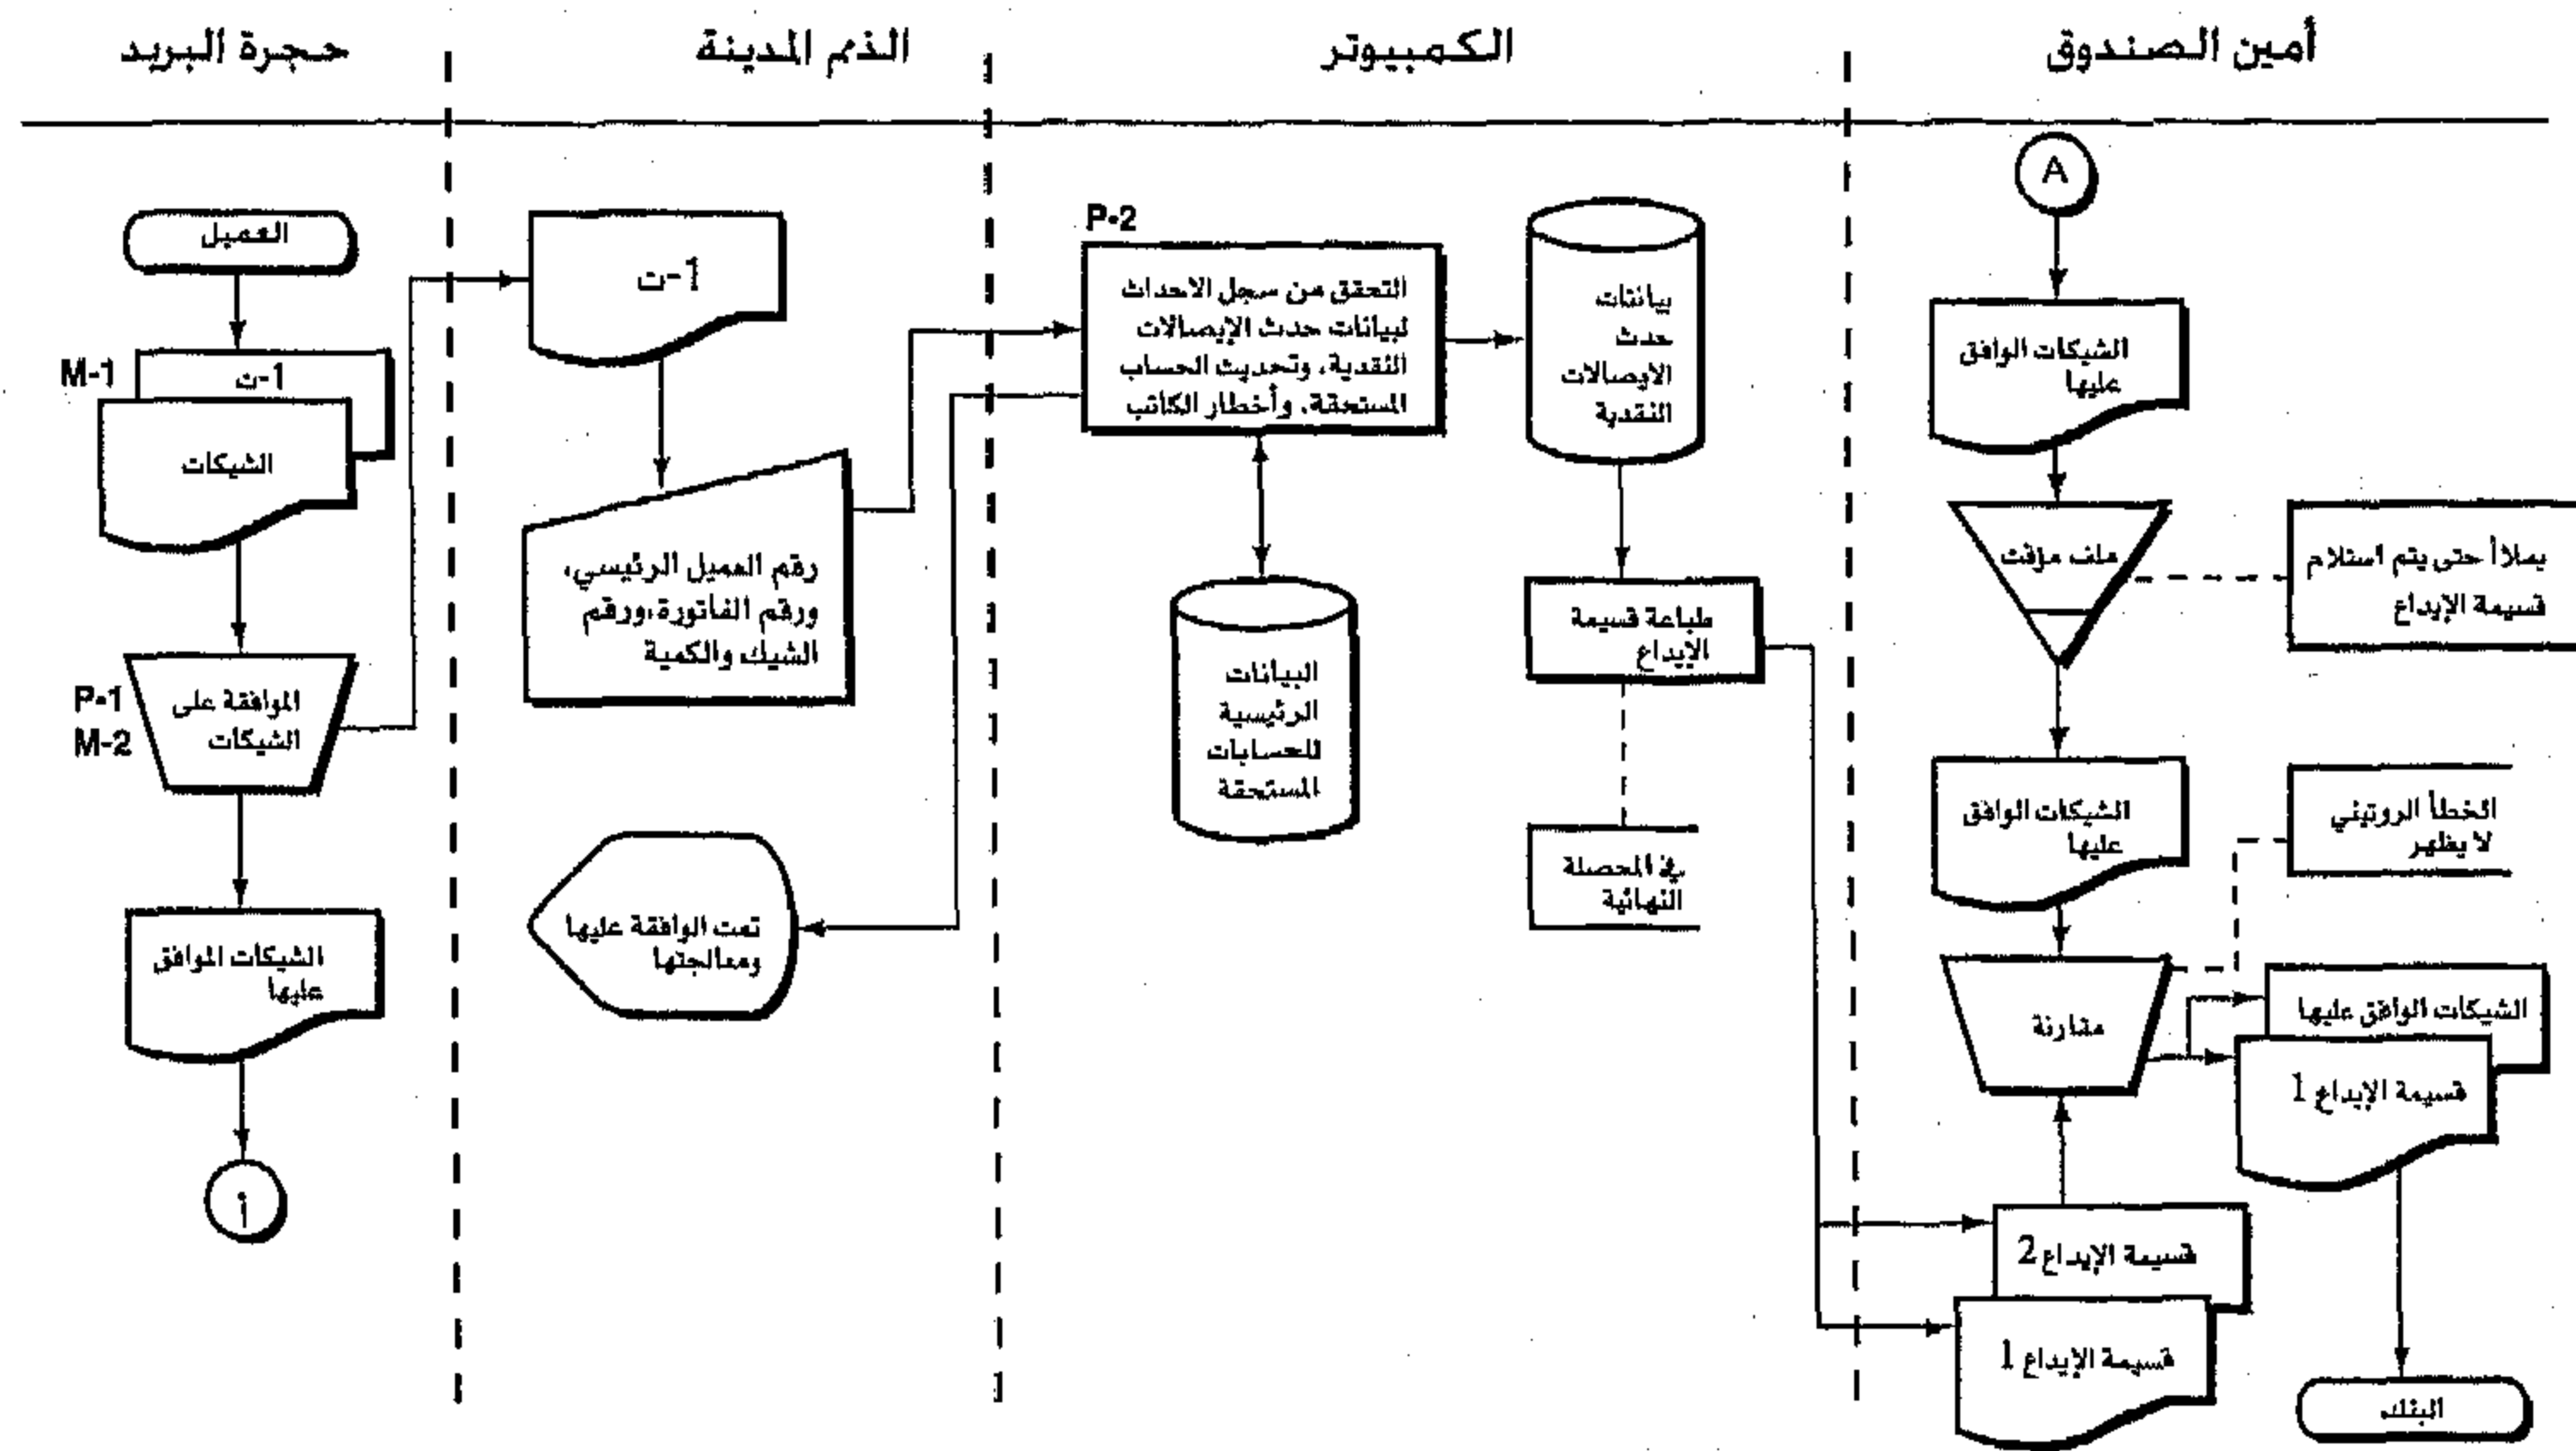 حجرة البريد
الذمم المدينة
الكمبيوتر
أمين الصندوق
العميل
M-1
ت-1
الشيكات
P-1
M-2
الموافقة على
الشيكات
الشيكات الموافق
عليها
أ
ت-1
رقم العميل الرئيسي،
ورقم الفاتورة،ورقم
الشيك والكمية
تمت الوافقة عليها
ومعالجتها
P-2
التحقق من سجل الاحداث
لبيانات حدث الإيصالات
النقدية، وتحديث الحساب
المستحقة، وأخطار الكاتب
البيانات
الرئيسية
للحسابات
المستحقة
بيانتات
حدث
الايصالات
النقدية
طباعة قسيمة
الإيداع
في المحصلة
النهائية
A
الشيكات الوافق
عليها
ملف مؤقت
يملاأ حتى يتم استلام
قسيمة الإيداع
الشيكات الوافق
عليها
الخطأ الروتيني
لا يظهر
مقارنة
الشيكات الوافق عليها
قسيمة الإيداع 1
قسيمة الإيداع 2
قسيمة الإيداع 1
البنك